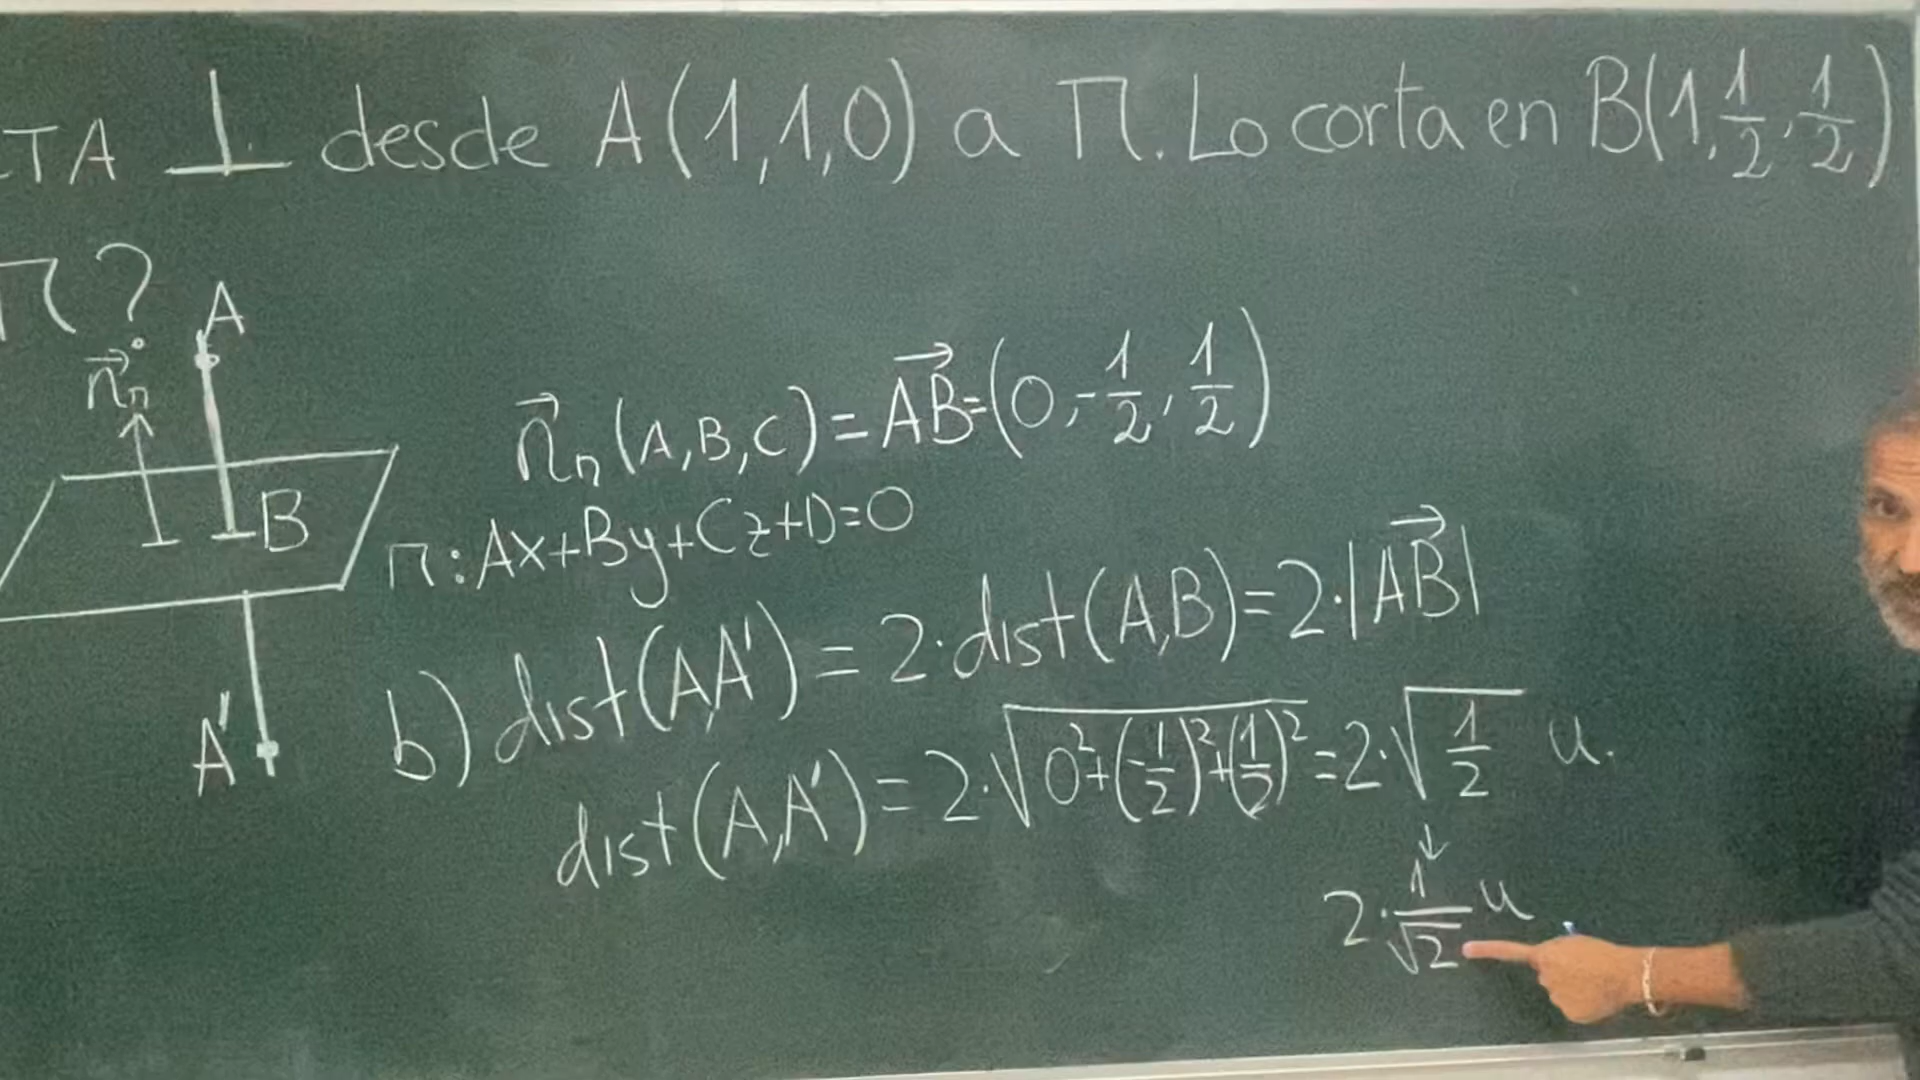 TA ⊥ desde A(1,1,0) a Π. Lo corta en B(1, 1/2, 1/2)
Π?
A
n⃗π
B
A'
n⃗π(A,B,C) = AB⃗ = (0, -1/2, 1/2)
Π: Ax+By+Cz+D=0
b) dist(A,A') = 2·dist(A,B) = 2·|AB⃗|
dist(A,A') = 2·√(0²+(-1/2)²+(1/2)²) = 2·√(1/2) u.
↓
2·1/√2 u